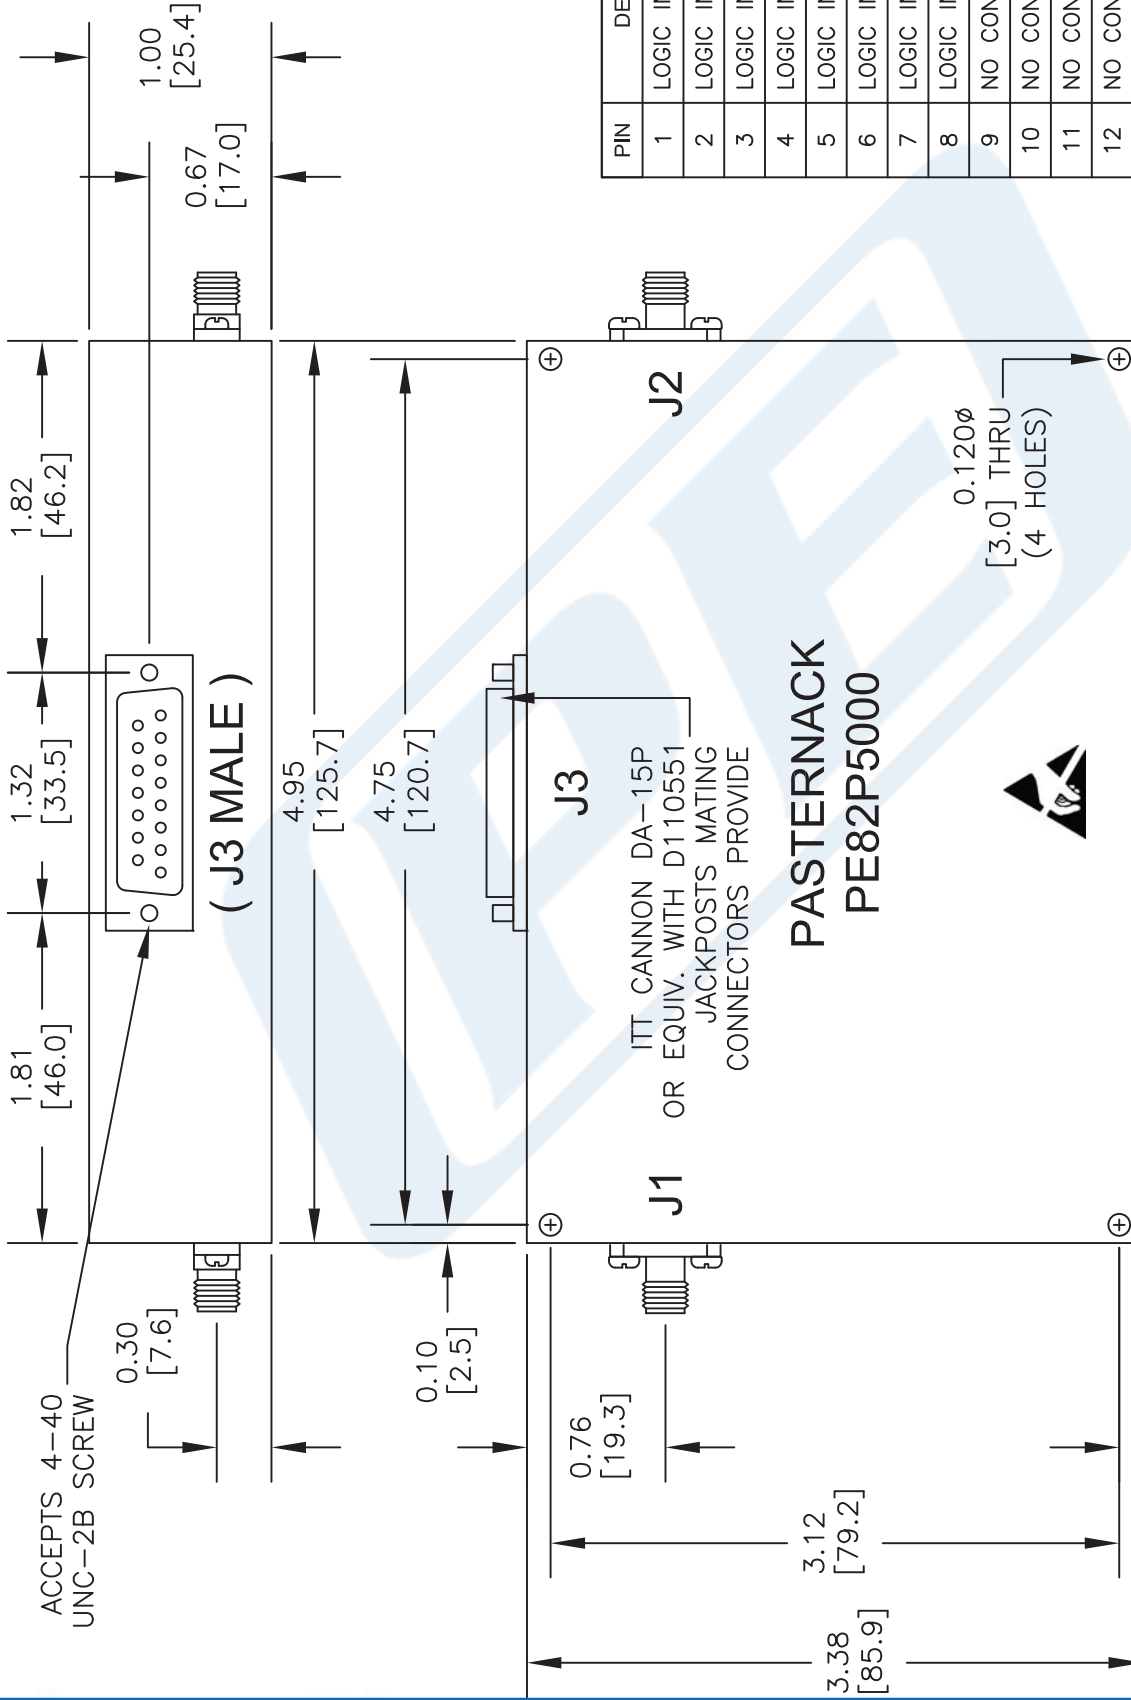 ACCEPTS 4-40
UNC-2B SCREW
1.81
[46.0]
1.32
[33.5]
1.82
[46.2]
1.00
[25.4]
0.67
[17.0]
0.30
[7.6]
( J3 MALE )
4.95
[125.7]
4.75
[120.7]
0.10
[2.5]
0.76
[19.3]
3.12
[79.2]
3.38
[85.9]
J1
J3
J2
ITT CANNON DA-15P
OR EQUIV. WITH D110551
JACKPOSTS MATING
CONNECTORS PROVIDE
PASTERNACK
PE82P5000
0.120ø
[3.0] THRU
(4 HOLES)
PE
PIN
1 LOGIC
2 LOGIC
3 LOGIC
4 LOGIC
5 LOGIC
6 LOGIC
7 LOGIC
8 LOGIC
9 NO
10 NO
11 NO
12 NO